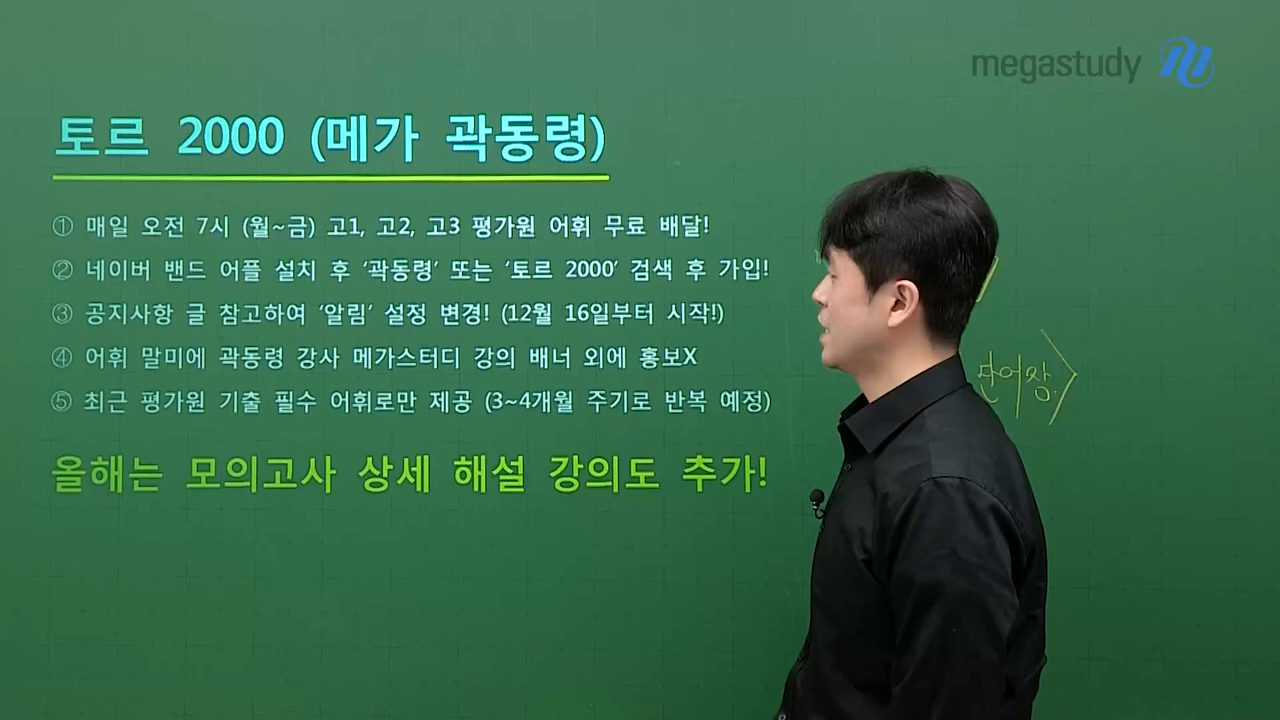 megastudy
토르 2000 (메가 곽동령)
① 매일 오전 7시 (월~금) 고1, 고2, 고3 평가원 어휘 무료 배달!
② 네이버 밴드 어플 설치 후 '곽동령' 또는 '토르 2000' 검색 후 가입!
③ 공지사항 글 참고하여 '알림' 설정 변경! (12월 16일부터 시작!)
④ 어휘 말미에 곽동령 강사 메가스터디 강의 배너 외에 홍보X
⑤ 최근 평가원 기출 필수 어휘로만 제공 (3~4개월 주기로 반복 예정)
올해는 모의고사 상세 해설 강의도 추가!
단어장